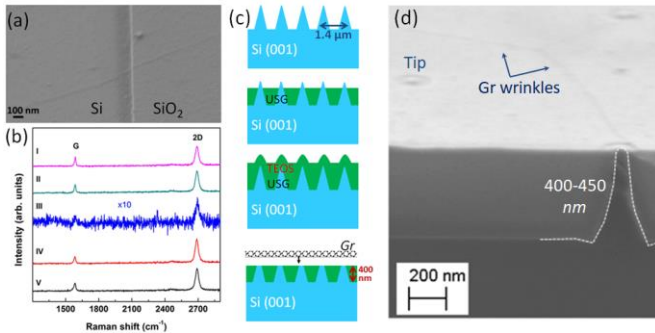 (a)
Si
SiO2
100 nm
(b)
G
2D
I
II
III
x10
IV
V
Intensity (arb. units)
1500
1800
2100
2400
2700
Raman shift (cm-1)
(c)
1.4 μm
Si (001)
USG
Si (001)
TEOS
USG
Si (001)
Gr
400
nm
Si (001)
(d)
Tip
Gr wrinkles
400-450
nm
200 nm